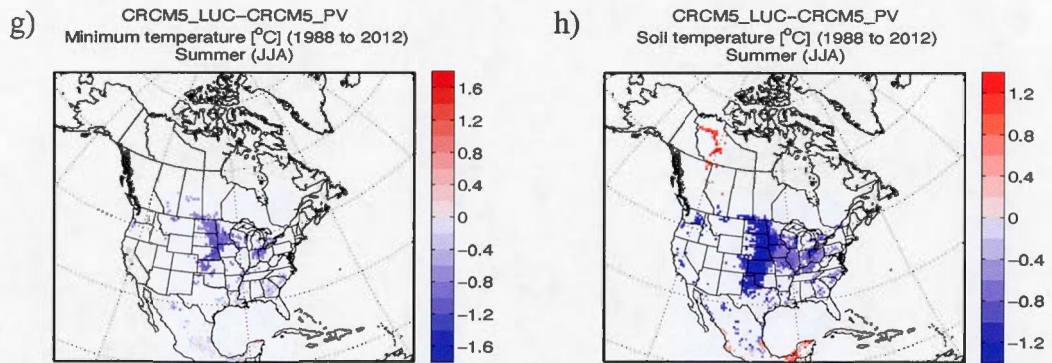 g)
CRCM5_LUC−CRCM5_PV
Minimum temperature [°C] (1988 to 2012)
Summer (JJA)
1.6
1.2
0.8
0.4
0
−0.4
−0.8
−1.2
−1.6
h)
CRCM5_LUC−CRCM5_PV
Soil temperature [°C] (1988 to 2012)
Summer (JJA)
1.2
0.8
0.4
0
−0.4
−0.8
−1.2